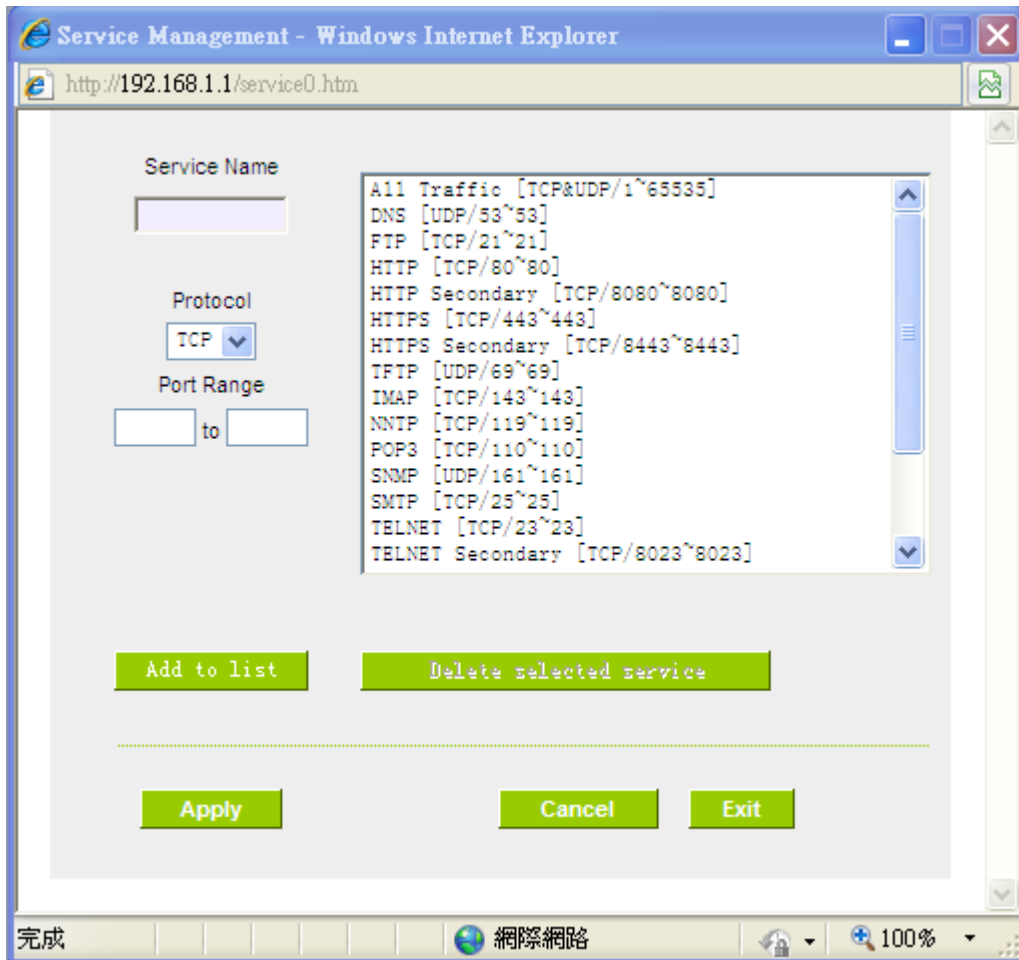 Service Management - Windows Internet Explorer
http://192.168.1.1/service0.htm
Service Name
Protocol
TCP
Port Range
to
All Traffic [TCP&UDP/1~65535]
DNS [UDP/53~53]
FTP [TCP/21~21]
HTTP [TCP/80~80]
HTTP Secondary [TCP/8080~8080]
HTTPS [TCP/443~443]
HTTPS Secondary [TCP/8443~8443]
TFTP [UDP/69~69]
IMAP [TCP/143~143]
NNTP [TCP/119~119]
POP3 [TCP/110~110]
SNMP [UDP/161~161]
SMTP [TCP/25~25]
TELNET [TCP/23~23]
TELNET Secondary [TCP/8023~8023]
Add to list
Delete selected service
Apply
Cancel
Exit
完成
網際網路
100%